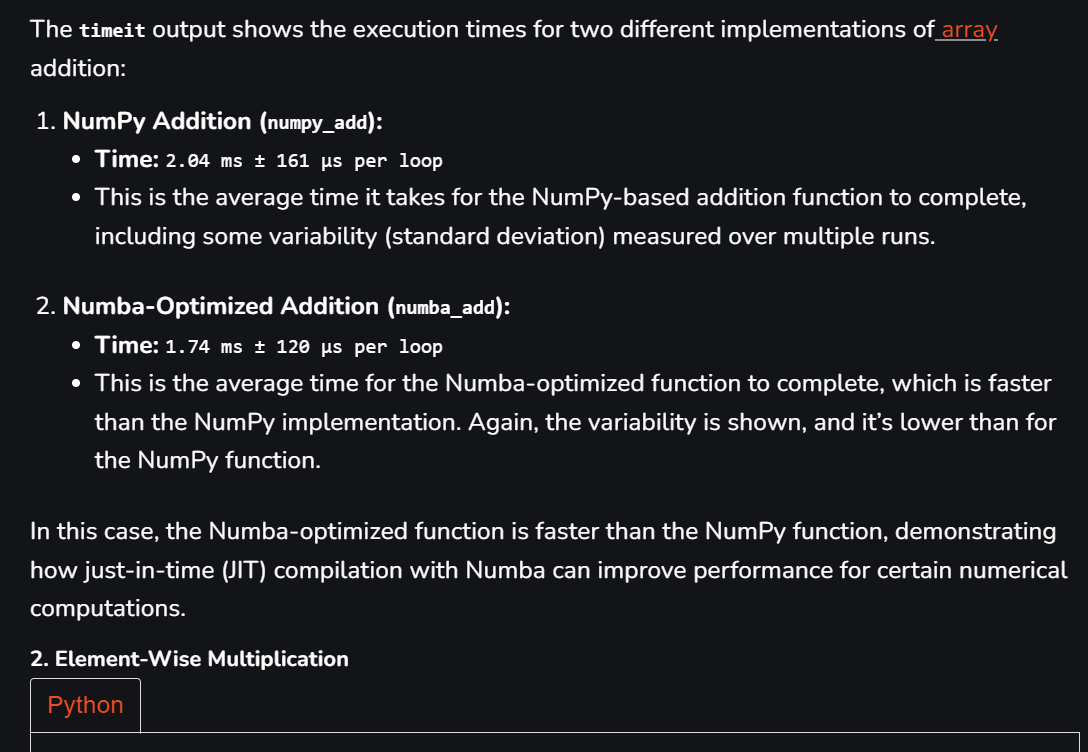 The timeit output shows the execution times for two different implementations of array
addition:
1. NumPy Addition (numpy_add):
• Time: 2.04 ms ± 161 µs per loop
• This is the average time it takes for the NumPy-based addition function to complete,
including some variability (standard deviation) measured over multiple runs.
2. Numba-Optimized Addition (numba_add):
• Time: 1.74 ms ± 120 µs per loop
• This is the average time for the Numba-optimized function to complete, which is faster
than the NumPy implementation. Again, the variability is shown, and it’s lower than for
the NumPy function.
In this case, the Numba-optimized function is faster than the NumPy function, demonstrating
how just-in-time (JIT) compilation with Numba can improve performance for certain numerical
computations.
2. Element-Wise Multiplication
Python